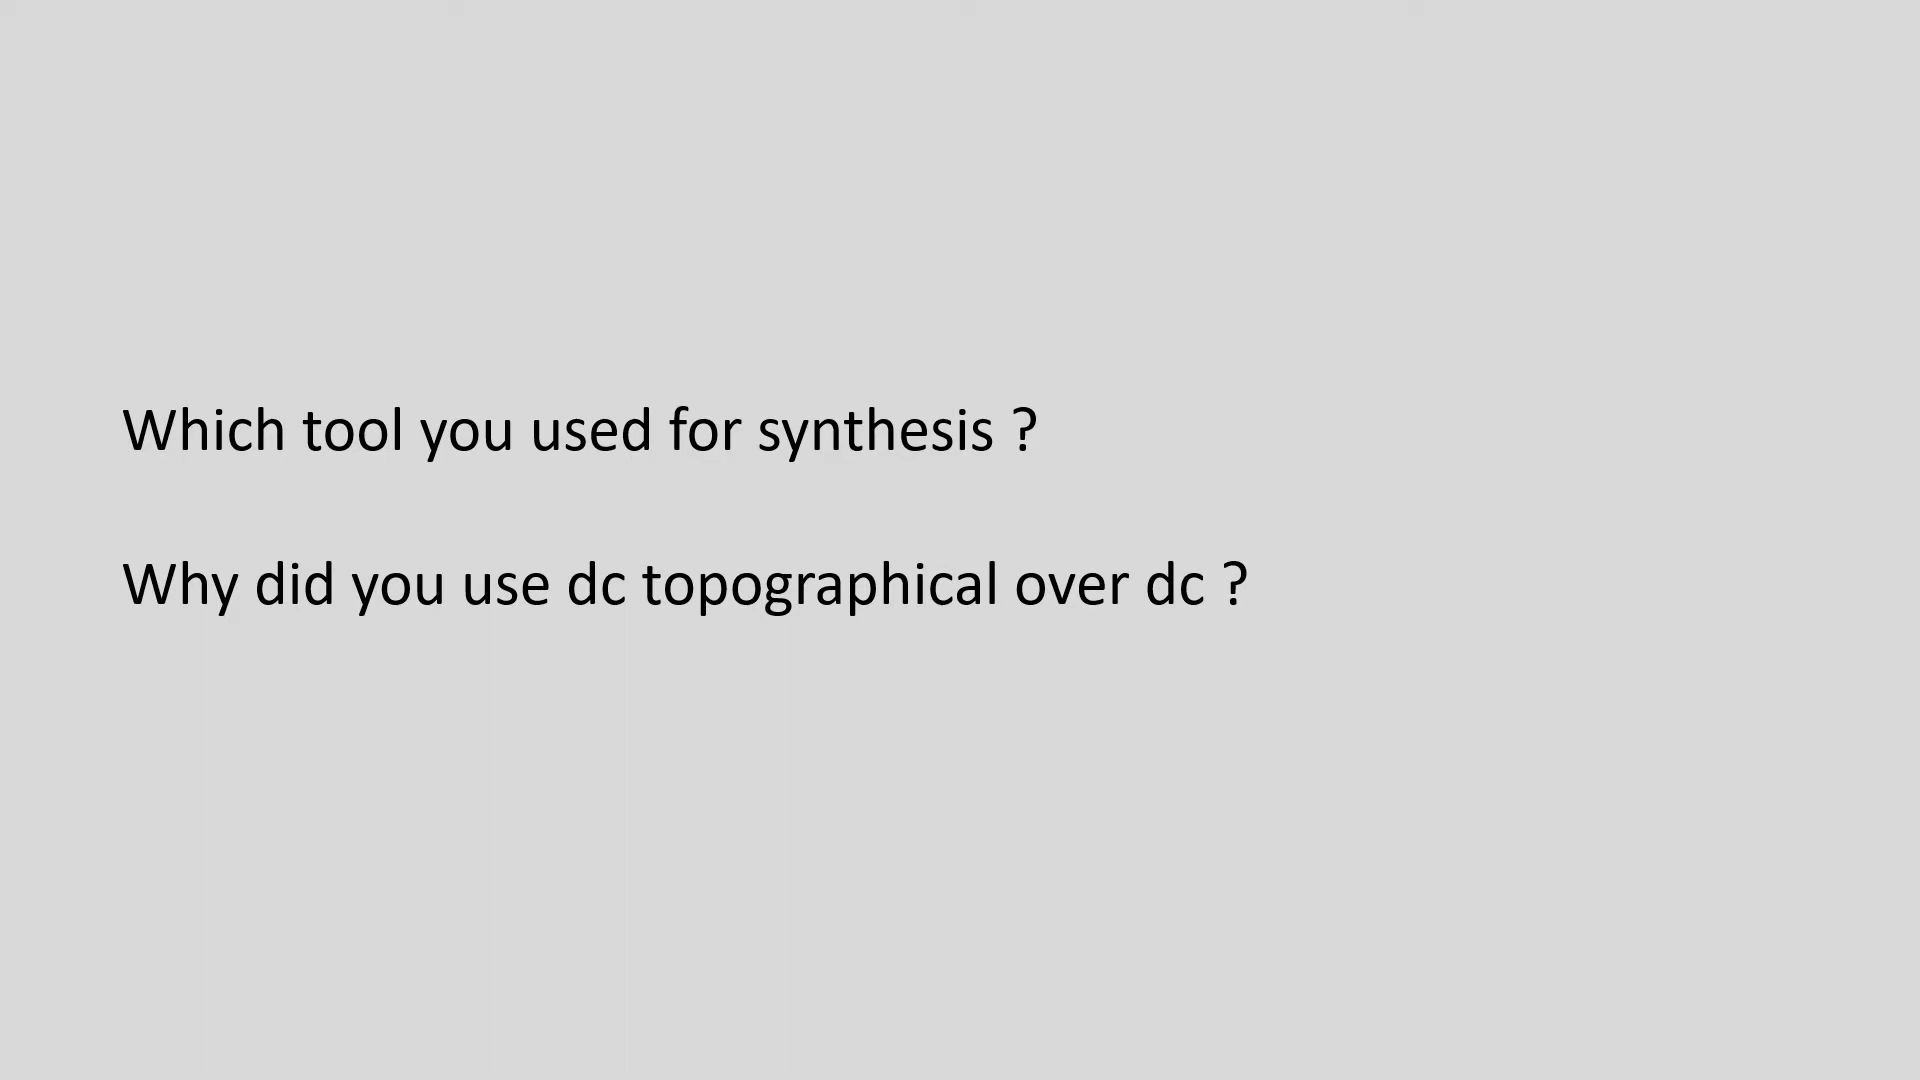 Which tool you used for synthesis ?
Why did you use dc topographical over dc ?